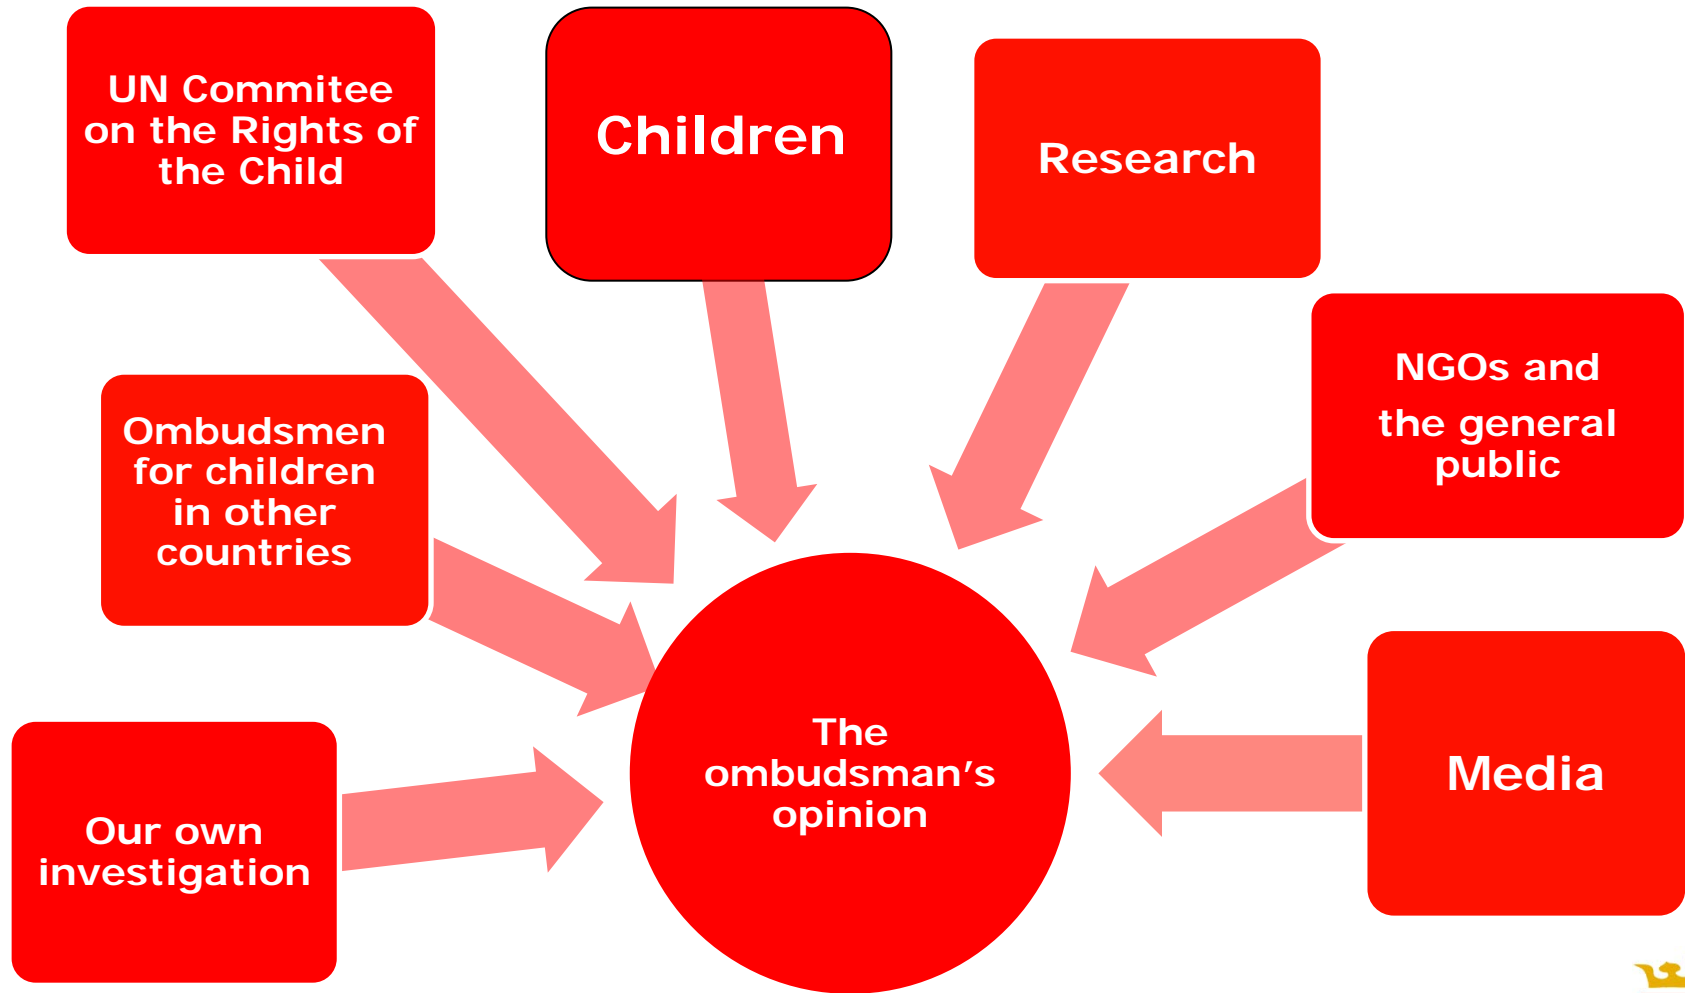 UN Commitee
on the Rights of
the Child
Children
Research
NGOs and
the general
public
Ombudsmen
for children
in other
countries
Media
Our own
investigation
The
ombudsman’s
opinion